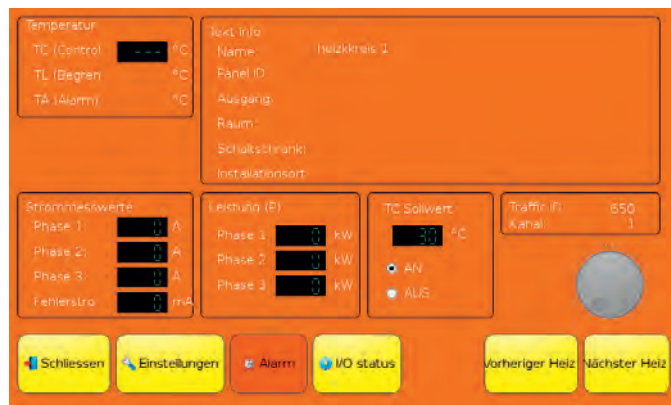 Temperatur
TC (Control) --- °C
TL (Begren °C
TA (Alarm) °C
Text Info
Name: heizkkreis 1
Panel ID:
Ausgang:
Raum:
Schaltschrank:
Installationsort
Strommesswerte
Phase 1: 0 A
Phase 2: 0 A
Phase 3: 0 A
Fehlerstro 0 mA
Leistung (P)
Phase 1 0 kW
Phase 2 0 kW
Phase 3 0 kW
TC Sollwert
30 °C
AN
AUS
Traffic ID: 650
Kanal: 1
Schliessen
Einstellungen
Alarm
I/O status
Vorheriger Heiz
Nächster Heiz